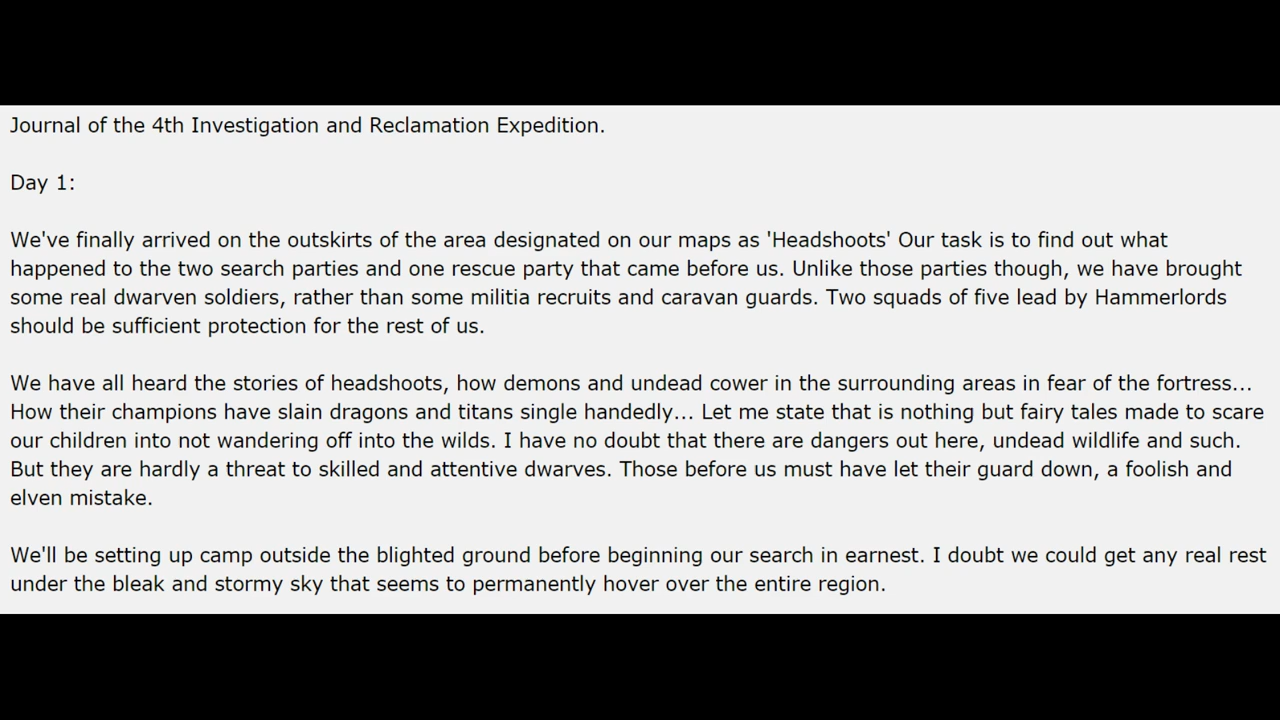 Journal of the 4th Investigation and Reclamation Expedition.
Day 1:
We've finally arrived on the outskirts of the area designated on our maps as 'Headshoots' Our task is to find out what
happened to the two search parties and one rescue party that came before us. Unlike those parties though, we have brought
some real dwarven soldiers, rather than some militia recruits and caravan guards. Two squads of five lead by Hammerlords
should be sufficient protection for the rest of us.
We have all heard the stories of headshoots, how demons and undead cower in the surrounding areas in fear of the fortress...
How their champions have slain dragons and titans single handedly... Let me state that is nothing but fairy tales made to scare
our children into not wandering off into the wilds. I have no doubt that there are dangers out here, undead wildlife and such.
But they are hardly a threat to skilled and attentive dwarves. Those before us must have let their guard down, a foolish and
elven mistake.
We'll be setting up camp outside the blighted ground before beginning our search in earnest. I doubt we could get any real rest
under the bleak and stormy sky that seems to permanently hover over the entire region.